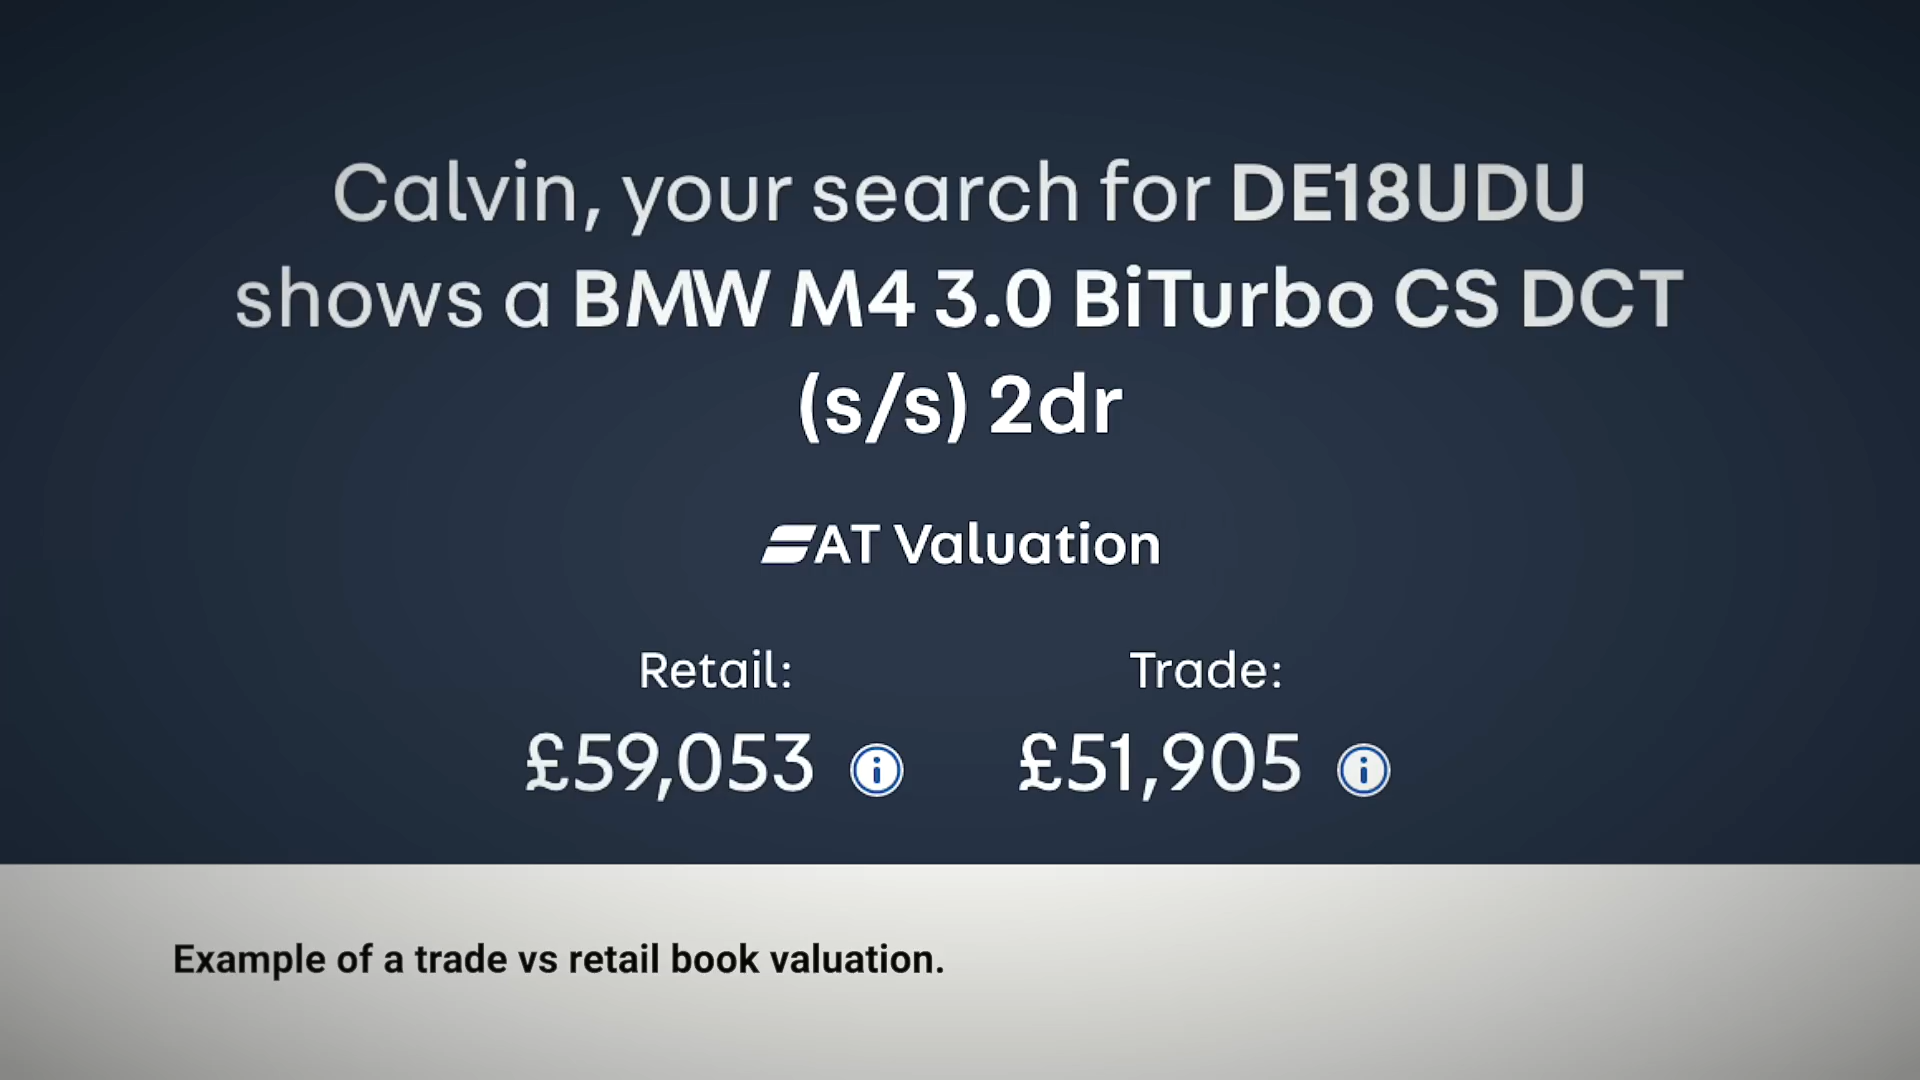 Calvin, your search for DE18UDU
shows a BMW M4 3.0 BiTurbo CS DCT
(s/s) 2dr
AT Valuation
Retail: Trade:
£59,053 £51,905
Example of a trade vs retail book valuation.